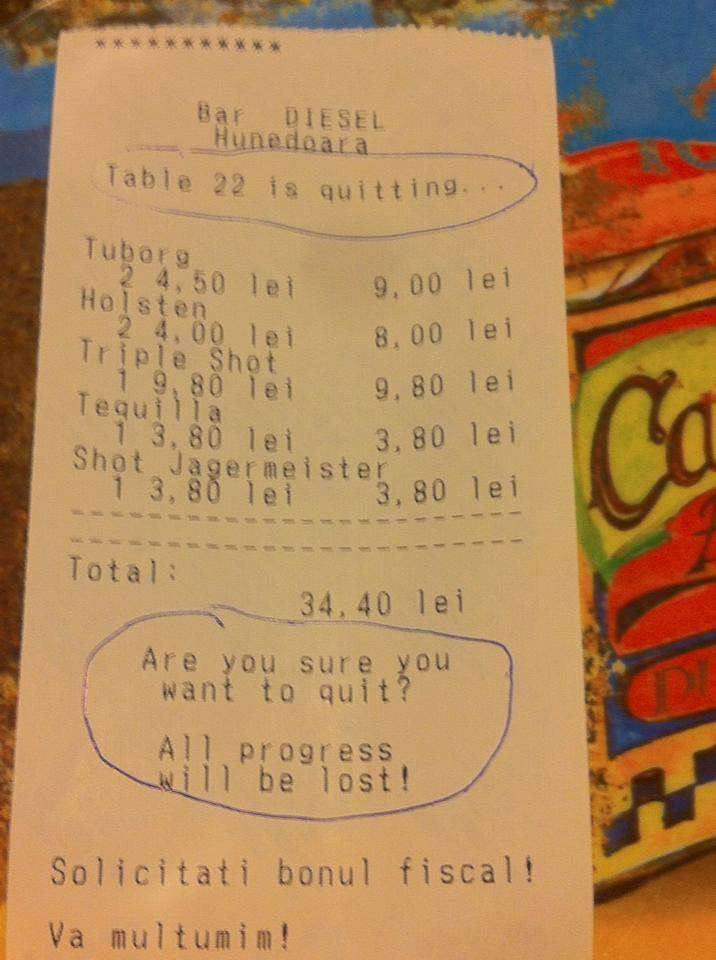 ***********
Bar DIESEL
Hunedoara
Table 22 is quitting...
Tuborg
2 4,50 lei 9,00 lei
Holsten
2 4,00 lei 8,00 lei
Triple Shot
1 9,80 lei 9,80 lei
Tequilla
1 3,80 lei 3,80 lei
Shot Jagermeister
1 3,80 lei 3,80 lei
Total:
34,40 lei
Are you sure you
want to quit?
All progress
will be lost!
Solicitati bonul fiscal!
Va multumim!
Ca